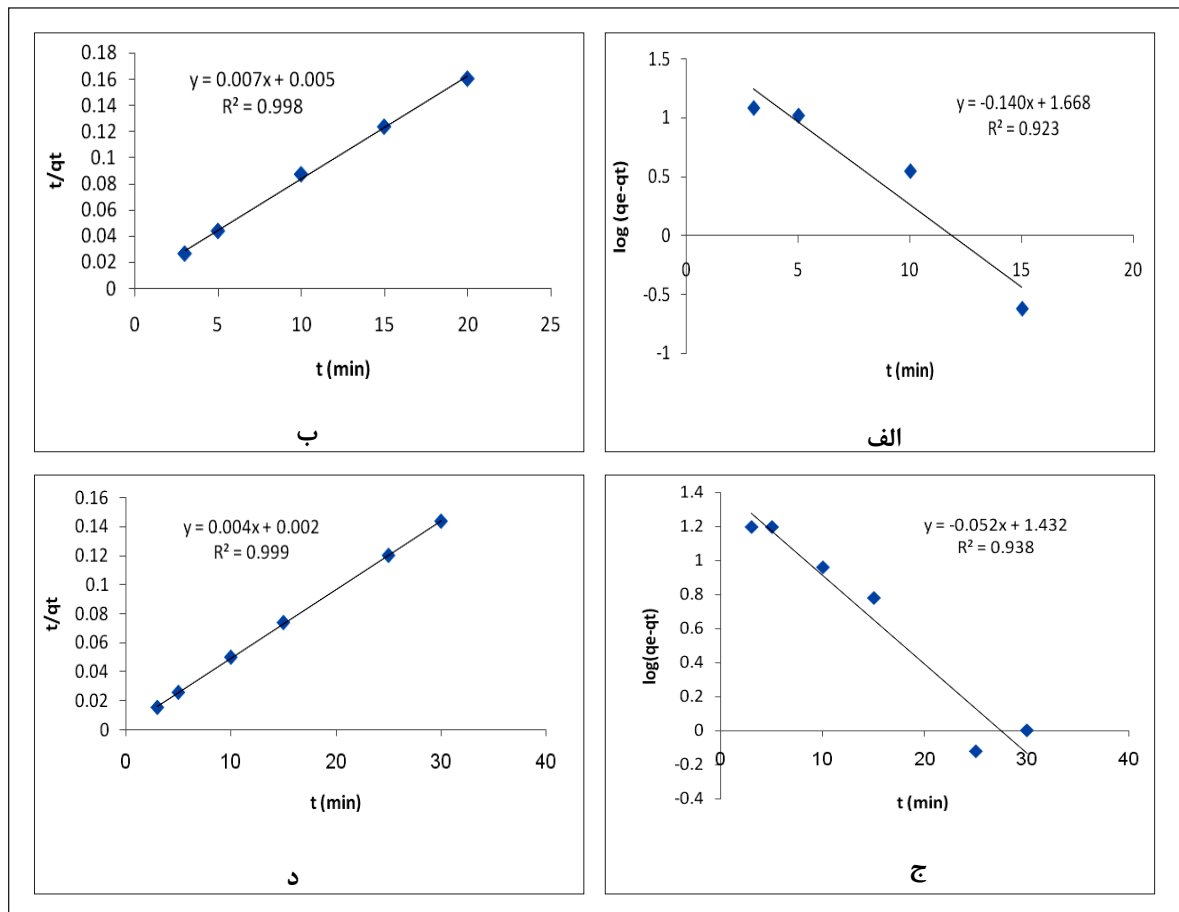 0.18
0.16
0.14
0.12
0.1
0.08
0.06
0.04
0.02
0
t/qt
y = 0.007x + 0.005
R² = 0.998
0 5 10 15 20 25
t (min)
ب
1.5
1
0.5
0
-0.5
-1
log (qe-qt)
y = -0.140x + 1.668
R² = 0.923
0 5 10 15 20
t (min)
الف
0.16
0.14
0.12
0.1
0.08
0.06
0.04
0.02
0
t/qt
y = 0.004x + 0.002
R² = 0.999
0 10 20 30 40
t (min)
د
1.4
1.2
1
0.8
0.6
0.4
0.2
0
-0.2
-0.4
log(qe-qt)
y = -0.052x + 1.432
R² = 0.938
0 10 20 30 40
t (min)
ج